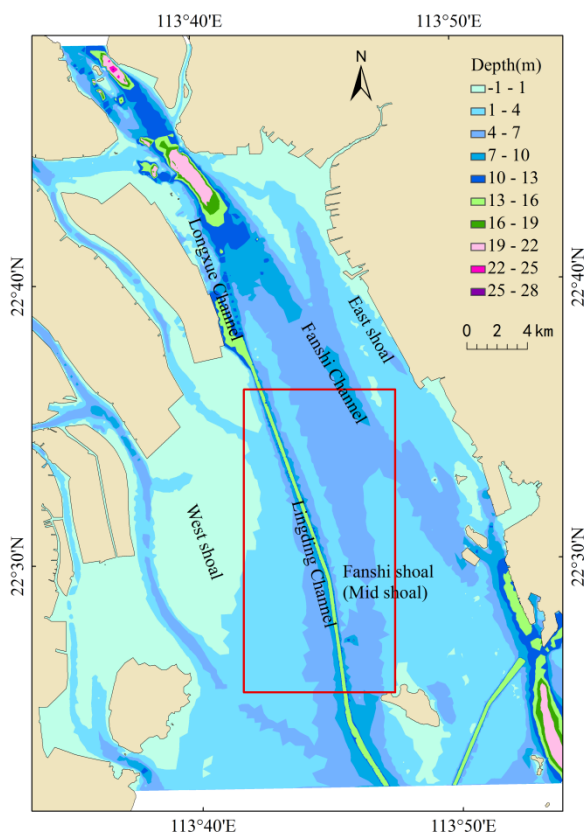 113°40'E
113°50'E
N
Depth(m)
-1 - 1
1 - 4
4 - 7
7 - 10
10 - 13
13 - 16
16 - 19
19 - 22
22 - 25
25 - 28
22°40'N
22°40'N
Longxue Channel
East shoal
0 2 4 km
Fanshi Channel
West shoal
Lingding Channel
22°30'N
22°30'N
Fanshi shoal
(Mid shoal)
113°40'E
113°50'E